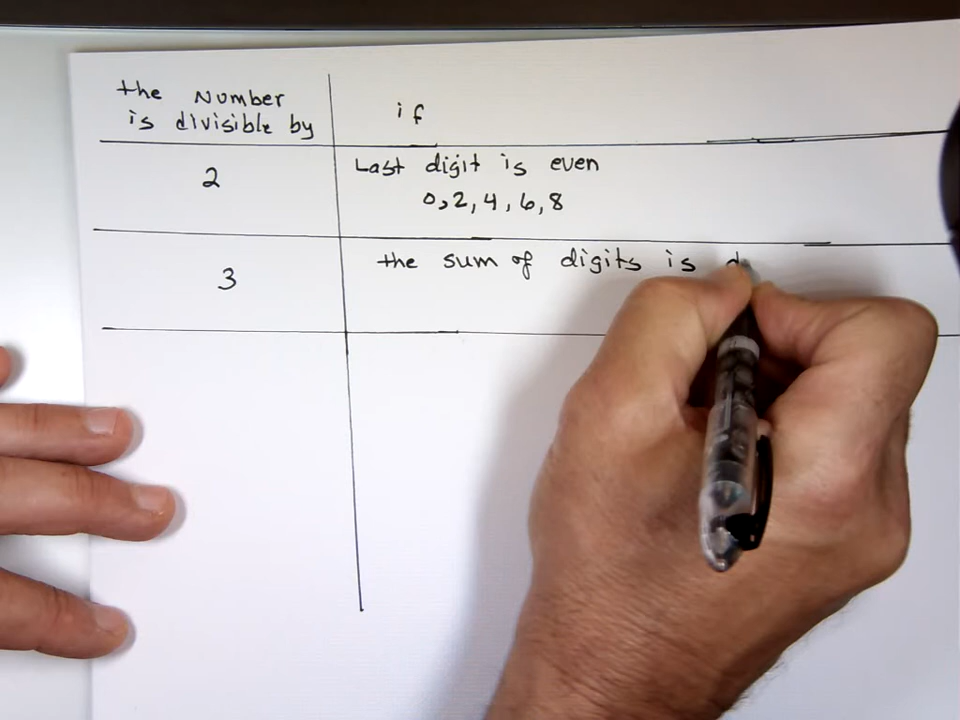 the Number
is divisible by
if
2
Last digit is even
0, 2, 4, 6, 8
3
the sum of digits is d